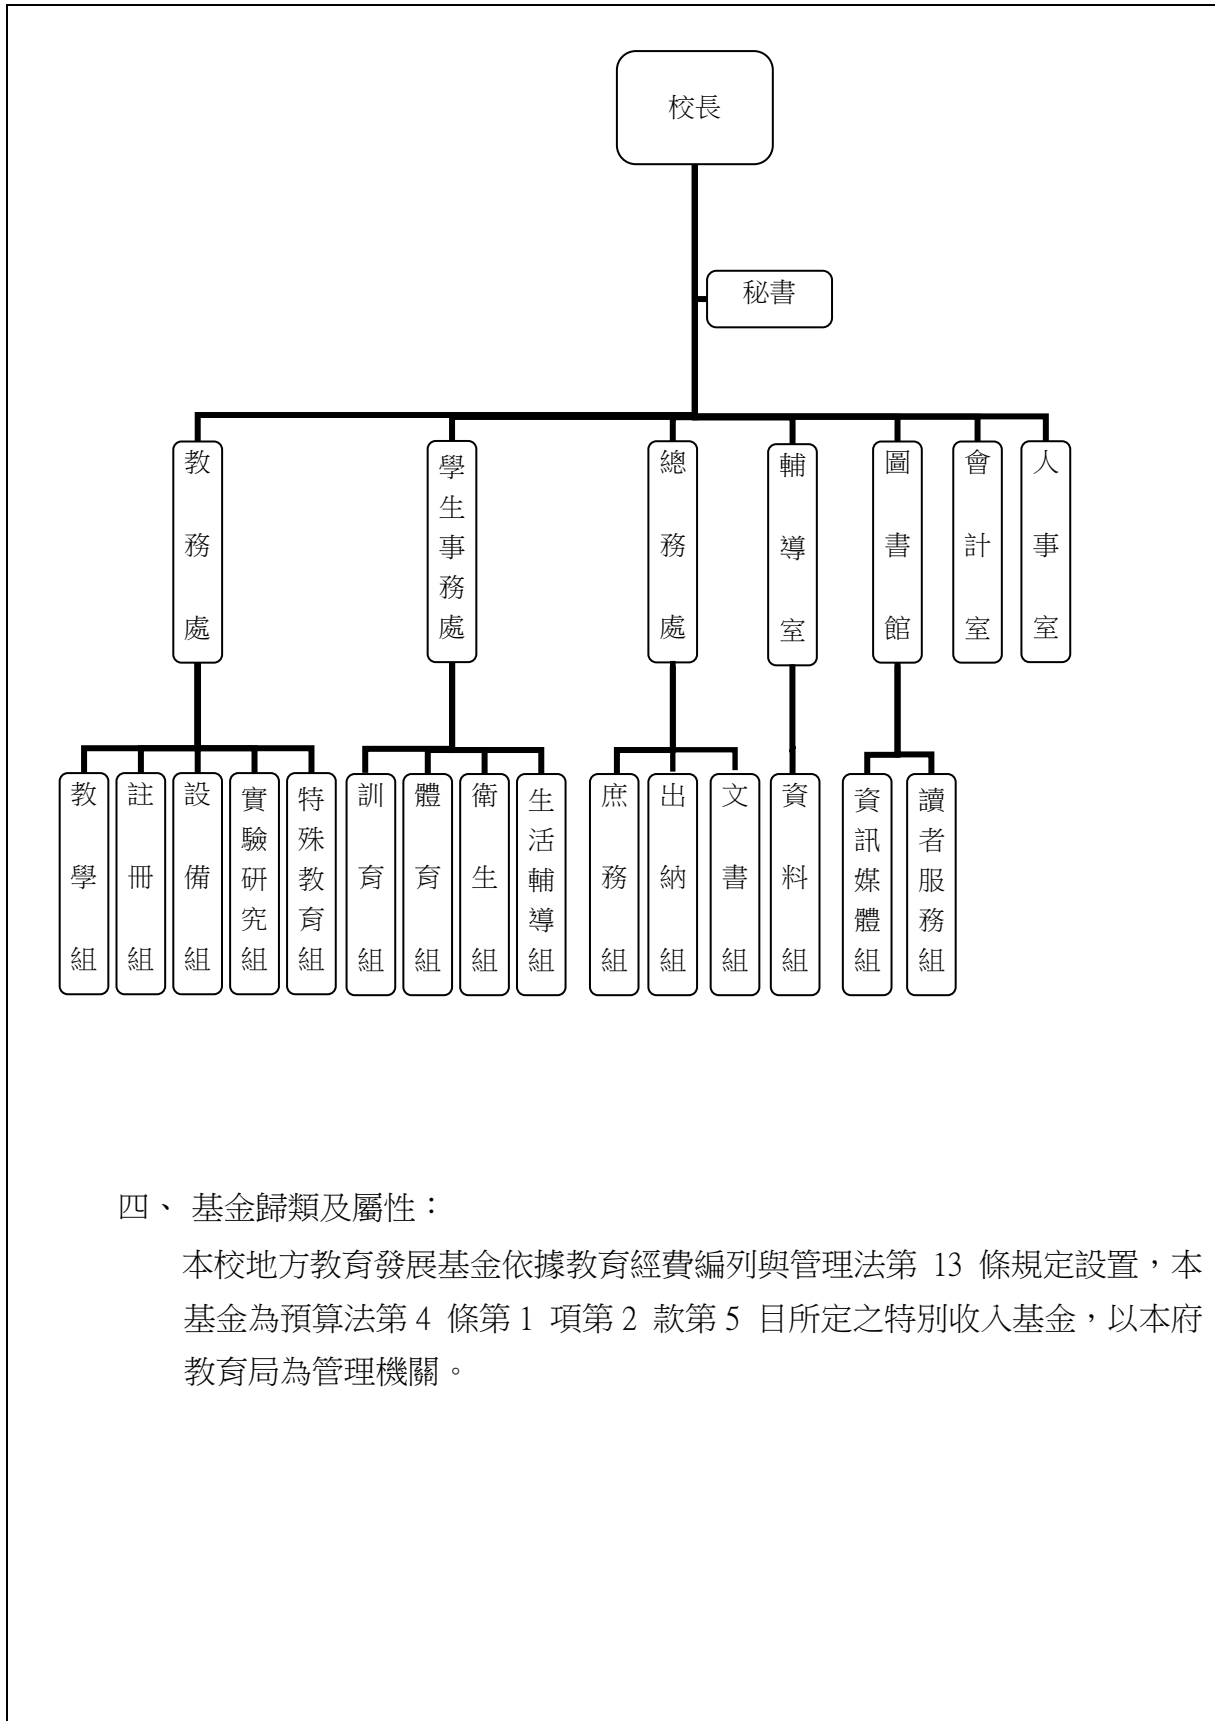 校長
秘書
教務處
學生事務處
總務處
輔導室
圖書館
會計室
人事室
教學組
註冊組
設備組
實驗研究組
特殊教育組
訓育組
體育組
衛生組
生活輔導組
庶務組
出納組
文書組
資料組
資訊媒體組
讀者服務組
四、 基金歸類及屬性：
本校地方教育發展基金依據教育經費編列與管理法第 13 條規定設置，本
基金為預算法第 4 條第 1 項第 2 款第 5 目所定之特別收入基金，以本府
教育局為管理機關。